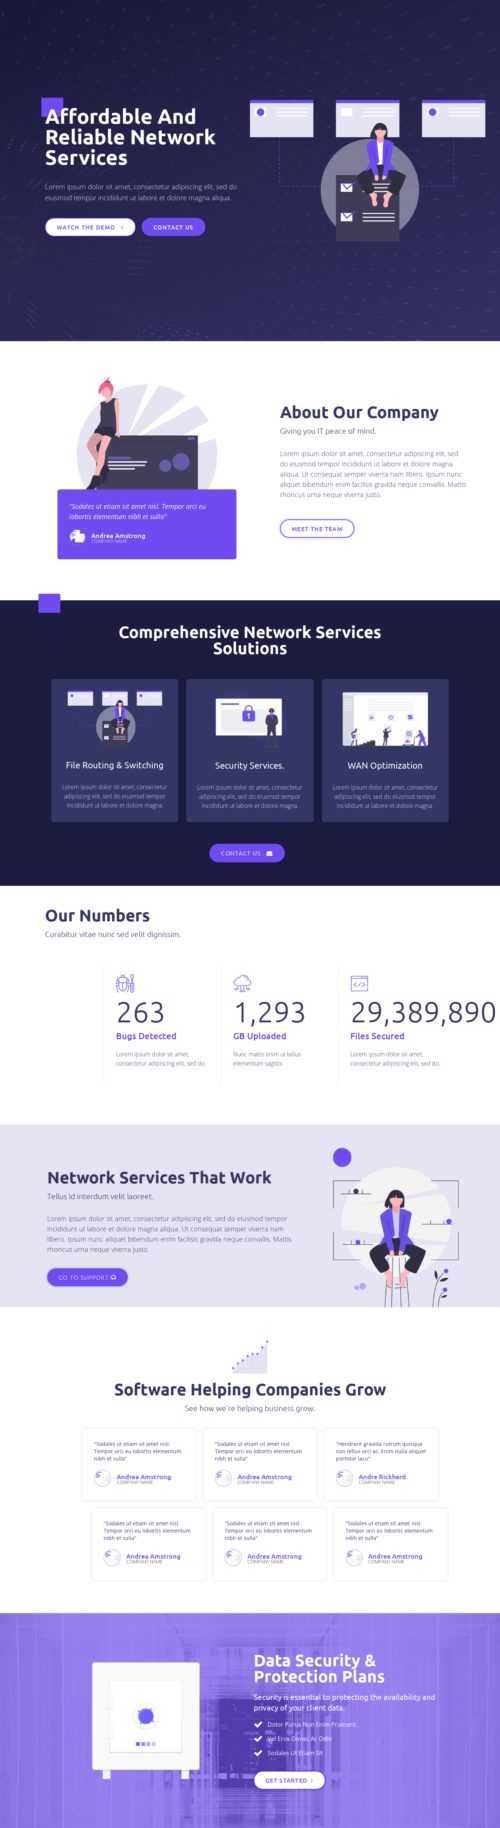 Affordable And
Reliable Network
Services
Lorem ipsum dolor sit amet, consectetur adipiscing elit, sed do
eiusmod tempor incididunt ut labore et dolore magna aliqua.
WATCH THE DEMO
CONTACT US
"Sodales ut etiam sit amet nisl. Tempor orci eu
lobortis elementum nibh et sulla"
Andrea Amstrong
COMPANY NAME
About Our Company
Giving you IT peace of mind.
Lorem ipsum dolor sit amet, consectetur adipiscing elit, sed
do eiusmod tempor incididunt ut labore et dolore magna
aliqua. Ut consequat semper viverra nam libero. Ipsum nunc
aliquet bibendum enim facilisis gravida neque convallis. Mattis
rhoncus urna neque viverra justo.
MEET THE TEAM
Comprehensive Network Services
Solutions
File Routing & Switching
Lorem ipsum dolor sit amet, consectetur
adipiscing elit, sed do eiusmod tempor
incididunt ut labore et dolore magna.
Security Services.
Lorem ipsum dolor sit amet, consectetur
adipiscing elit, sed do eiusmod tempor
incididunt ut labore et dolore magna.
WAN Optimization
Lorem ipsum dolor sit amet, consectetur
adipiscing elit, sed do eiusmod tempor
incididunt ut labore et dolore magna.
CONTACT US
Our Numbers
Curabitur vitae nunc sed velit dignissim.
263
Bugs Detected
Lorem ipsum dolor sit amet,
consectetur adipiscing elit, sed do.
1,293
GB Uploaded
Nunc mattis enim ut tellus
elementum sagittis.
29,389,890
Files Secured
Lorem ipsum dolor sit amet,
consectetur adipiscing elit, sed do.
Network Services That Work
Tellus id interdum velit laoreet.
Lorem ipsum dolor sit amet, consectetur adipiscing elit, sed do eiusmod
tempor incididunt ut labore et dolore magna aliqua. Ut consequat semper viverra nam
libero. Ipsum nunc aliquet bibendum enim facilisis gravida neque convallis. Mattis
rhoncus urna neque viverra justo.
GO TO SUPPORT
Software Helping Companies Grow
See how we're helping business grow.
"Sodales ut etiam sit amet nisl.
Tempor orci eu lobortis elementum
nibh et sulla"
Andrea Amstrong
COMPANY NAME
"Sodales ut etiam sit amet nisl.
Tempor orci eu lobortis elementum
nibh et sulla"
Andrea Amstrong
COMPANY NAME
"Hendrerit gravida rutrum quisque
non tellus orci ac. Enim nulla aliquet
porttitor lacu"
Andre Rickhard
COMPANY NAME
"Sodales ut etiam sit amet nisl.
Tempor orci eu lobortis elementum
nibh et sulla"
Andrea Amstrong
COMPANY NAME
"Sodales ut etiam sit amet nisl.
Tempor orci eu lobortis elementum
nibh et sulla"
Andrea Amstrong
COMPANY NAME
"Sodales ut etiam sit amet nisl.
Tempor orci eu lobortis elementum
nibh et sulla"
Andrea Amstrong
COMPANY NAME
Data Security &
Protection Plans
Security is essential to protecting the availability and
privacy of your client data.
Dolor Purus Non Enim Praesent
Vel Eros Donec Ac Odio
Sodales Ut Etiam Sit
GET STARTED